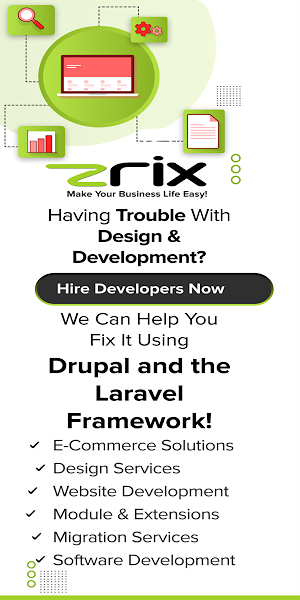 zrix
Make Your Business Life Easy!
Having Trouble With
Design &
Development?
Hire Developers Now
We Can Help You
Fix It Using
Drupal and the
Laravel
Framework!
E-Commerce Solutions
Design Services
Website Development
Module & Extensions
Migration Services
Software Development